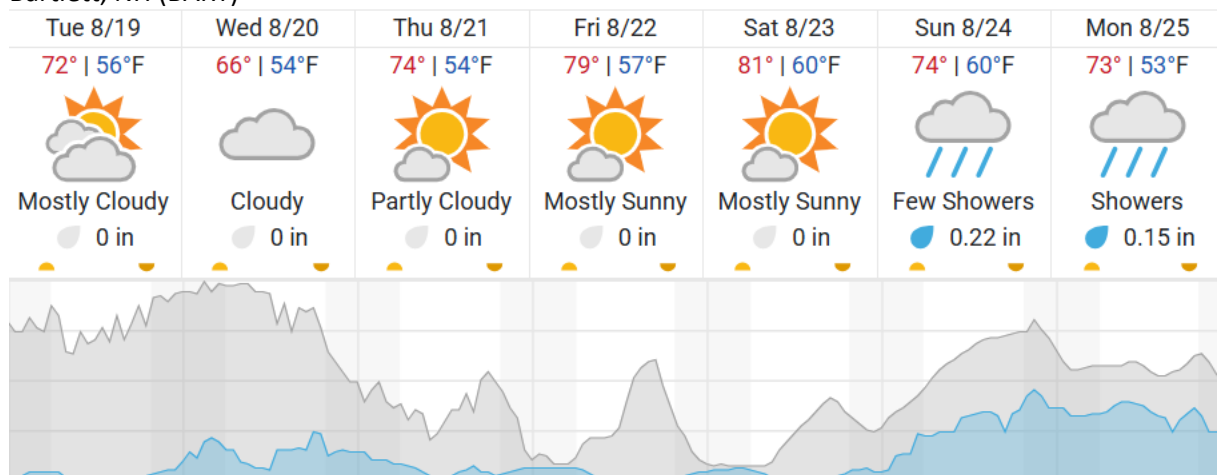 Tue 8/19 Wed 8/20 Thu 8/21 Fri 8/22 Sat 8/23 Sun 8/24 Mon 8/25
72° | 56°F 66° | 54°F 74° | 54°F 79° | 57°F 81° | 60°F 74° | 60°F 73° | 53°F
Mostly Cloudy Cloudy Partly Cloudy Mostly Sunny Mostly Sunny Few Showers Showers
0 in 0 in 0 in 0 in 0 in 0.22 in 0.15 in